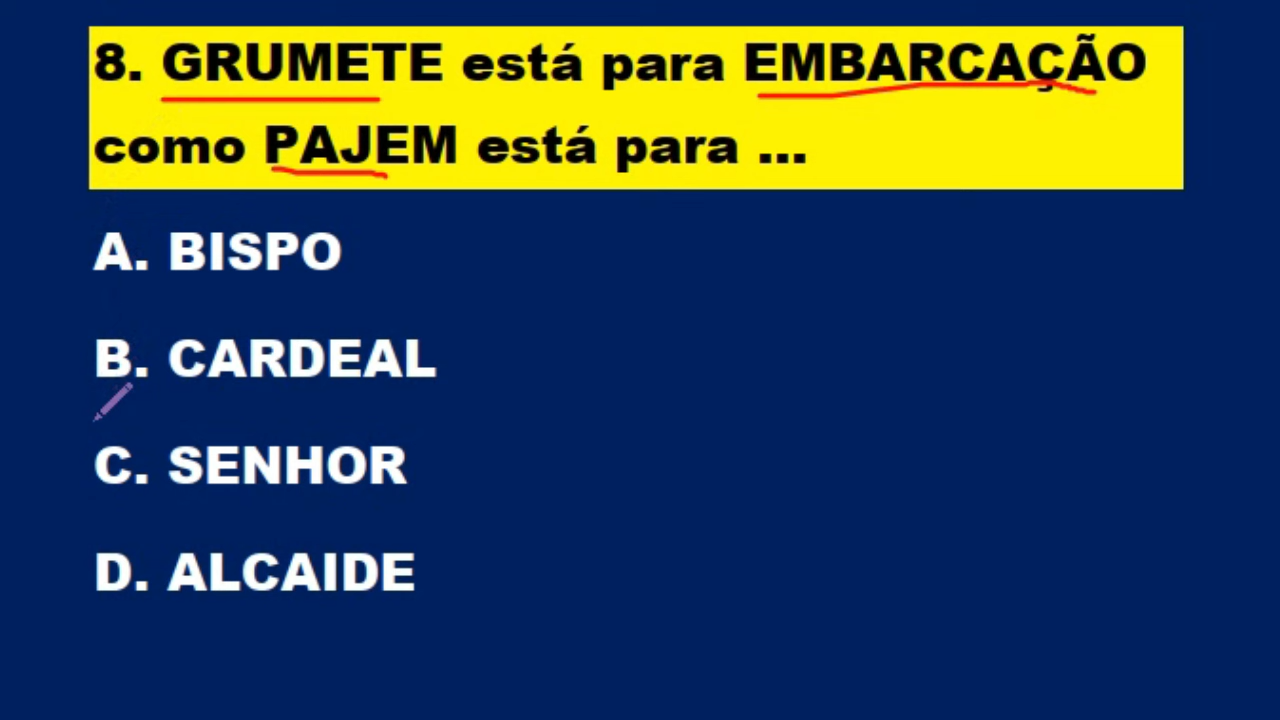 8. GRUMETE está para EMBARCAÇÃO
como PAJEM está para ...
A. BISPO
B. CARDEAL
C. SENHOR
D. ALCAIDE